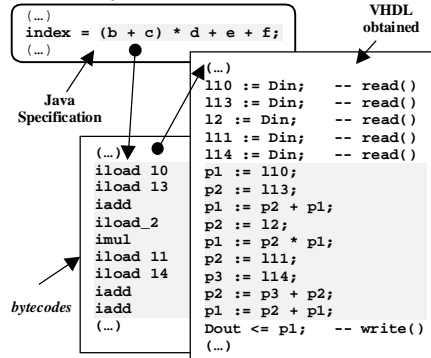 (…)
index = (b + c) * d + e + f;
(…)
Java
Specification
bytecodes
(…)
iload 10
iload 13
iadd
iload_2
imul
iload 11
iload 14
iadd
iadd
(…)
VHDL
obtained
(…)
l10 := Din; -- read()
l13 := Din; -- read()
l2 := Din; -- read()
l11 := Din; -- read()
l14 := Din; -- read()
p1 := l10;
p2 := l13;
p1 := p2 + p1;
p2 := l2;
p1 := p2 * p1;
p2 := l11;
p3 := l14;
p2 := p3 + p2;
p1 := p2 + p1;
Dout <= p1; -- write()
(…)